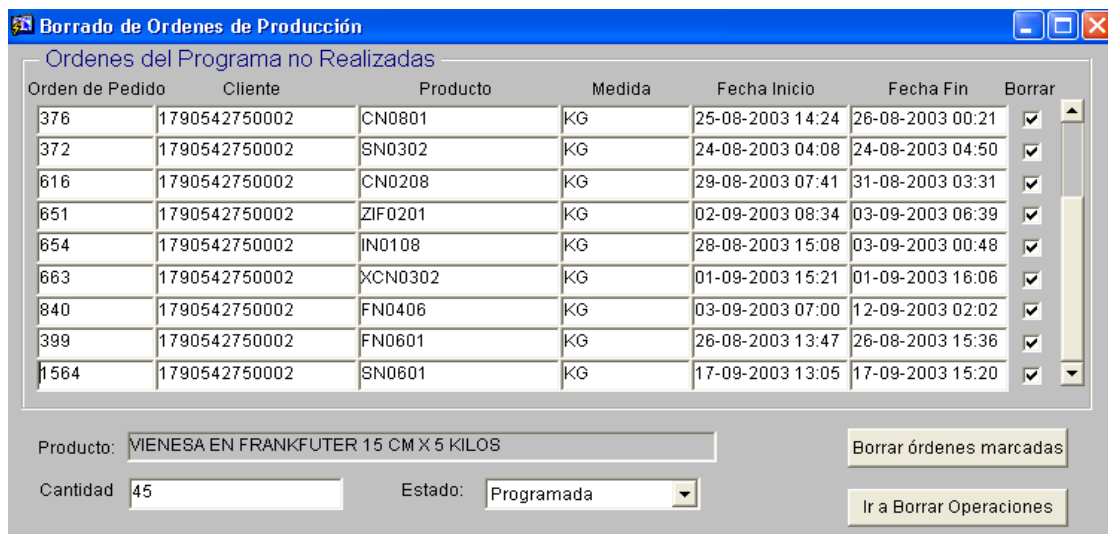 Borrado de Ordenes de Producción
Ordenes del Programa no Realizadas
Orden de Pedido Cliente Producto Medida Fecha Inicio Fecha Fin Borrar
376 1790542750002 CN0801 KG 25-08-2003 14:24 26-08-2003 00:21
372 1790542750002 SN0302 KG 24-08-2003 04:08 24-08-2003 04:50
616 1790542750002 CN0208 KG 29-08-2003 07:41 31-08-2003 03:31
651 1790542750002 ZIF0201 KG 02-09-2003 08:34 03-09-2003 06:39
654 1790542750002 IN0108 KG 28-08-2003 15:08 03-09-2003 00:48
663 1790542750002 XCN0302 KG 01-09-2003 15:21 01-09-2003 16:06
840 1790542750002 FN0406 KG 03-09-2003 07:00 12-09-2003 02:02
399 1790542750002 FN0601 KG 26-08-2003 13:47 26-08-2003 15:36
1564 1790542750002 SN0601 KG 17-09-2003 13:05 17-09-2003 15:20
Producto: VIENESA EN FRANKFUTER 15 CM X 5 KILOS Borrar órdenes marcadas
Cantidad 45 Estado: Programada
Ir a Borrar Operaciones